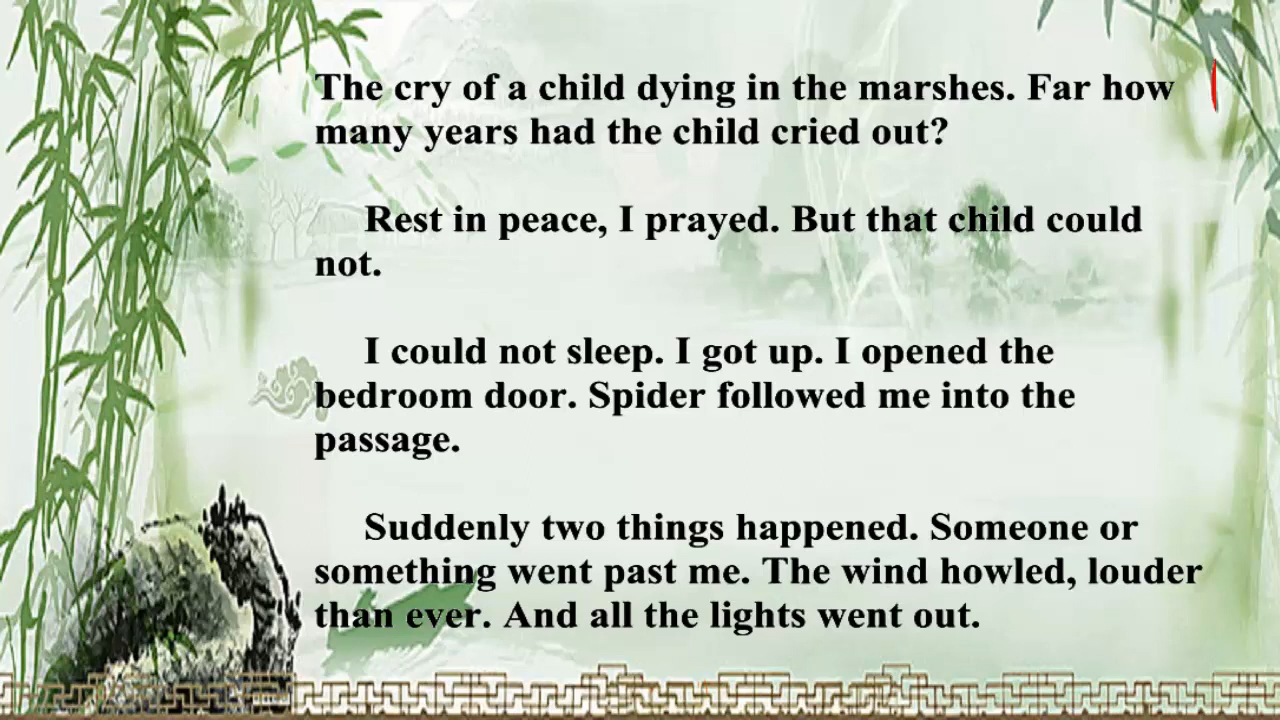 The cry of a child dying in the marshes. Far how
many years had the child cried out?
Rest in peace, I prayed. But that child could
not.
I could not sleep. I got up. I opened the
bedroom door. Spider followed me into the
passage.
Suddenly two things happened. Someone or
something went past me. The wind howled, louder
than ever. And all the lights went out.